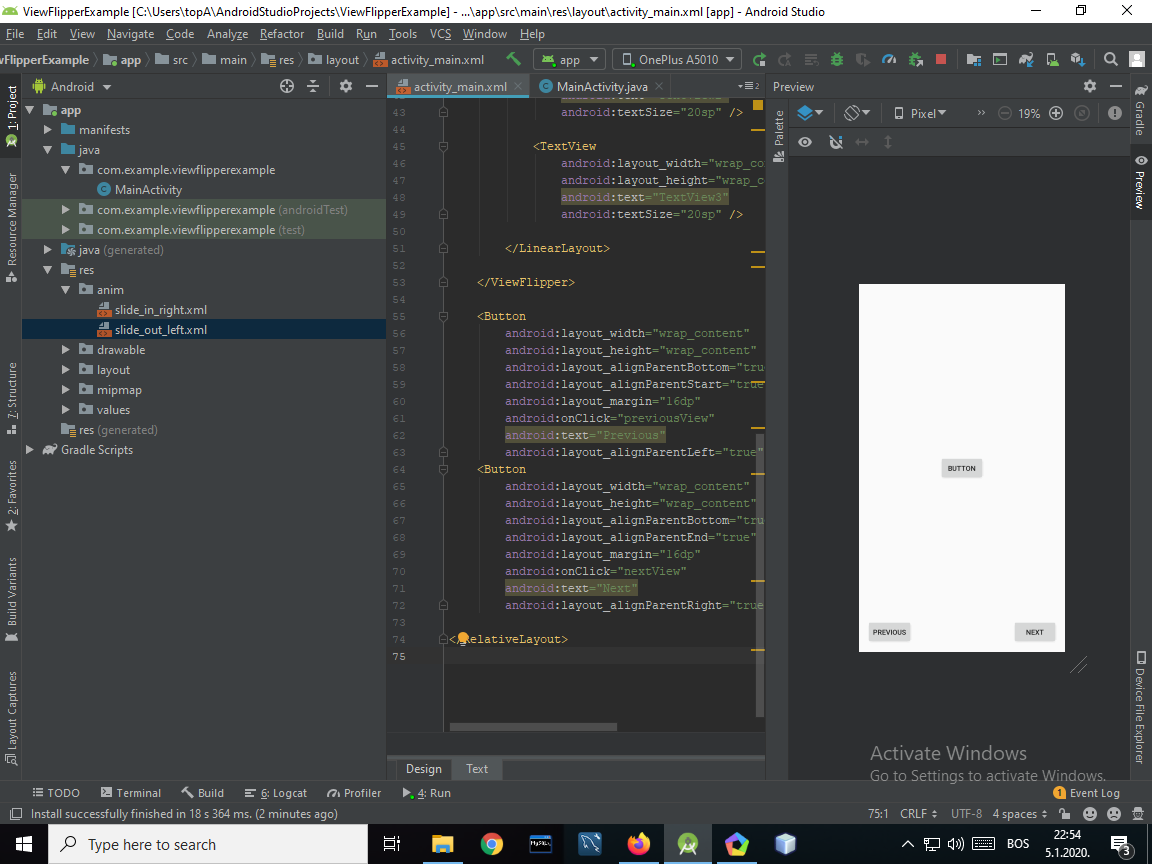 ViewFlipperExample [C:\Users\topA\AndroidStudioProjects\ViewFlipperExample] - ...\app\src\main\res\layout\activity_main.xml [app] - Android Studio
File Edit View Navigate Code Analyze Refactor Build Run Tools VCS Window Help
FlipperExample app src main res layout activity_main.xml app OnePlus A5010
Android activity_main.xml MainActivity.java Preview
1: Project
Resource Manager
7: Structure
2: Favorites
Build Variants
Layout Captures
app
manifests
java
com.example.viewflipperexample
MainActivity
com.example.viewflipperexample (androidTest)
com.example.viewflipperexample (test)
java (generated)
res
anim
slide_in_right.xml
slide_out_left.xml
drawable
layout
mipmap
values
res (generated)
Gradle Scripts
43 android:textSize="20sp" />
44
45 <TextView
46 android:layout_width="wrap_co
47 android:layout_height="wrap_c
48 android:text="TextView3"
49 android:textSize="20sp" />
50
51 </LinearLayout>
52
53 </ViewFlipper>
54
55 <Button
56 android:layout_width="wrap_content"
57 android:layout_height="wrap_content"
58 android:layout_alignParentBottom="tru
59 android:layout_alignParentStart="true
60 android:layout_margin="16dp"
61 android:onClick="previousView"
62 android:text="Previous"
63 android:layout_alignParentLeft="true"
64 <Button
65 android:layout_width="wrap_content"
66 android:layout_height="wrap_content"
67 android:layout_alignParentBottom="tru
68 android:layout_alignParentEnd="true"
69 android:layout_margin="16dp"
70 android:onClick="nextView"
71 android:text="Next"
72 android:layout_alignParentRight="true
73
74 </RelativeLayout>
75
Design Text
Palette
Pixel 19%
BUTTON
PREVIOUS NEXT
Gradle
Preview
Device File Explorer
Activate Windows
Go to Settings to activate Windows.
TODO Terminal Build 6: Logcat Profiler 4: Run 1 Event Log
Install successfully finished in 18 s 364 ms. (2 minutes ago) 75:1 CRLF UTF-8 4 spaces
Type here to search
MySQL
BOS
22:54
5.1.2020.
3